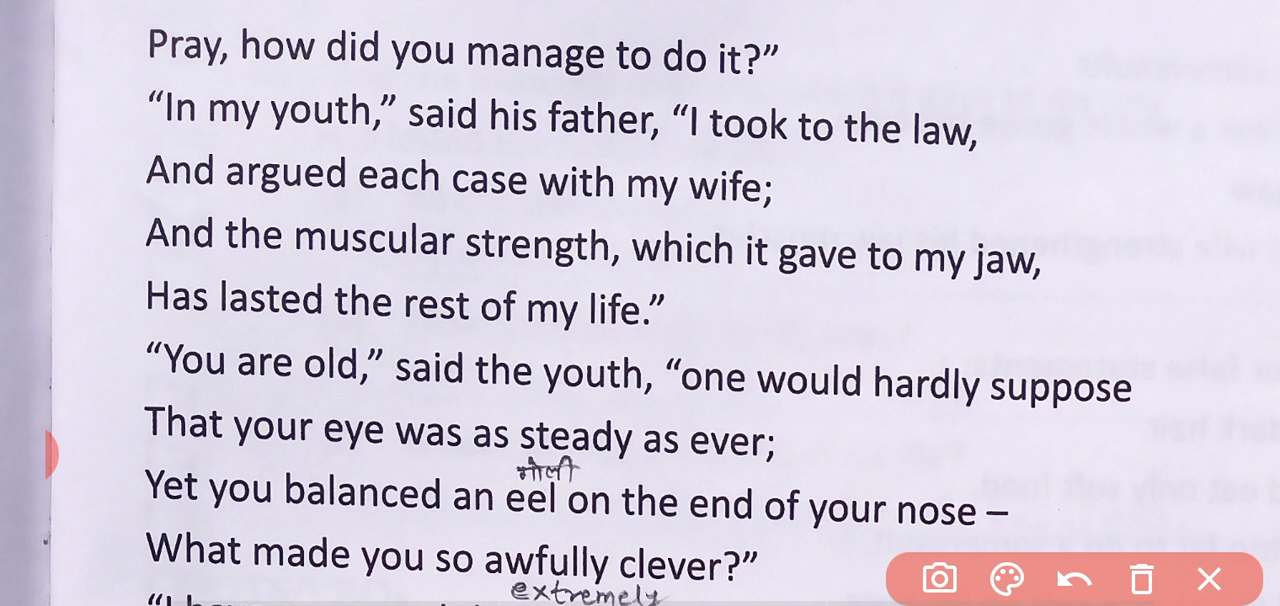 Pray, how did you manage to do it?”
“In my youth,” said his father, “I took to the law,
And argued each case with my wife;
And the muscular strength, which it gave to my jaw,
Has lasted the rest of my life.”
“You are old,” said the youth, “one would hardly suppose
That your eye was as steady as ever;
Yet you balanced an eel on the end of your nose –
What made you so awfully clever?”
extremely